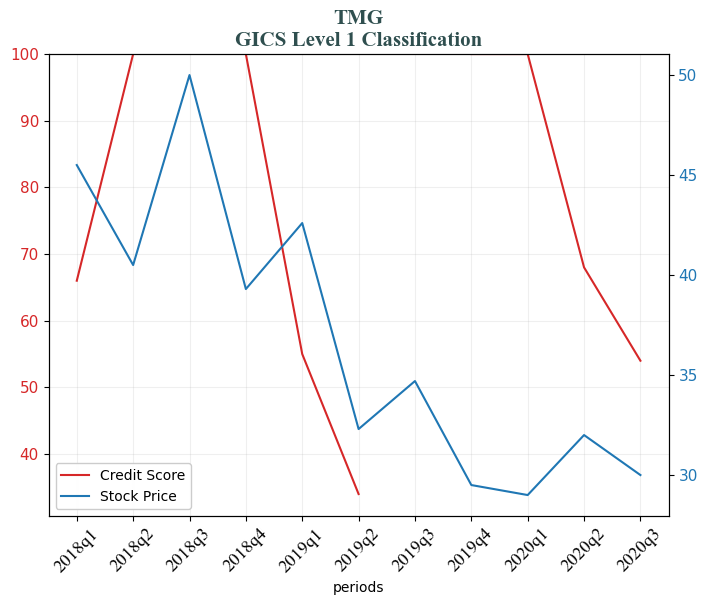 TMG
GICS Level 1 Classification
100
90
80
70
60
50
40
50
45
40
35
30
Credit Score
Stock Price
2018q1
2018q2
2018q3
2018q4
2019q1
2019q2
2019q3
2019q4
2020q1
2020q2
2020q3
periods